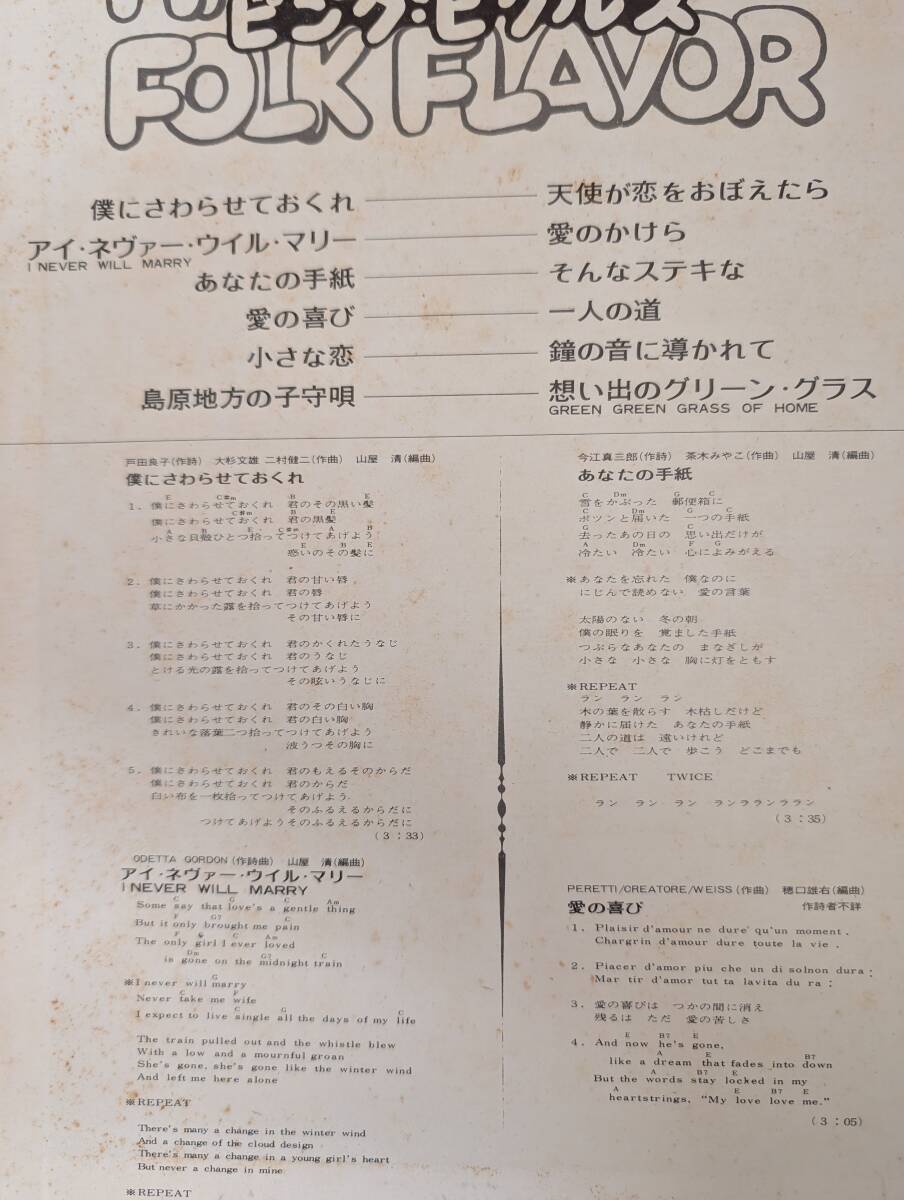 ピンク・ピクルス
FOLK FLAVOR
僕にさわらせておくれ
アイ・ネヴァー・ウイル・マリー
I NEVER WILL MARRY
あなたの手紙
愛の喜び
小さな恋
島原地方の子守唄
天使が恋をおぼえたら
愛のかけら
そんなステキな
一人の道
鐘の音に導かれて
想い出のグリーン・グラス
GREEN GREEN GRASS OF HOME
戸田良子(作詩) 大杉文雄 二村健二(作曲) 山屋 清(編曲)
僕にさわらせておくれ
E C#m B E
1. 僕にさわらせておくれ 君のその黒い髪
C#m B
僕にさわらせておくれ 君の黒髪
A B E C#m A B
小さな貝殻ひとつ拾ってつけてあげよう
E B E
惑いのその髪に
2. 僕にさわらせておくれ 君の甘い唇
僕にさわらせておくれ 君の唇
草にかかった露を拾ってつけてあげよう
その甘い唇に
3. 僕にさわらせておくれ 君のかくれたうなじ
僕にさわらせておくれ 君のうなじ
とける光の露を拾ってつけてあげよう
その眩いうなじに
4. 僕にさわらせておくれ 君のその白い胸
僕にさわらせておくれ 君の白い胸
きれいな落葉二つ拾ってつけてあげよう
波うつその胸に
5. 僕にさわらせておくれ 君のもえるそのからだ
僕にさわらせておくれ 君のからだ
白い布を一枚拾ってつけてあげよう
そのふるえるからだに
つけてあげようそのふるえるからだに
(3:33)
ODETTA GORDON(作詩曲) 山屋 清(編曲)
アイ・ネヴァー・ウイル・マリー
I NEVER WILL MARRY
C G C Am
Some say that love's a gentle thing
F G7 C
But it only brought me pain
F G C Am
The only girl I ever loved
Dm G7 C
is gone on the midnight train
G
※I never will marry
C F
Never take me wife
C G C
I expect to live single all the days of my life
The train pulled out and the whistle blew
With a low and a mournful groan
She's gone, she's gone like the winter wind
And left me here alone
※REPEAT
There's many a change in the winter wind
And a change of the cloud design
There's many a change in a young girl's heart
But never a change in mine
※REPEAT
今江真三郎(作詩) 茶木みやこ(作曲) 山屋 清(編曲)
あなたの手紙
C Dm G C
雪をかぶった 郵便箱に
C Dm G C
ポツンと届いた 一つの手紙
G C
去ったあの日の 思い出だけが
A Dm F G
冷たい 冷たい 心によみがえる
※あなたを忘れた 僕なのに
にじんで読めない 愛の言葉
太陽のない 冬の朝
僕の眠りを 覚ました手紙
つぶらなあなたの まなざしが
小さな 小さな 胸に灯をともす
※REPEAT
ラン ラン ラン
木の葉を散らす 木枯しだけど
静かに届けた あなたの手紙
二人の道は 遠いけれど
二人で 二人で 歩こう どこまでも
※REPEAT TWICE
ラン ラン ラン ランラランララン
(3:35)
PERETTI/CREATORE/WEISS(作曲) 穂口雄右(編曲)
愛の喜び 作詩者不詳
1. Plaisir d'amour ne dure' qu'un moment.
Chargrin d'amour dure toute la vie.
2. Piacer d'amor piu che un di solnon dura:
Mar tir d'amor tut ta lavita du ra:
3. 愛の喜びは つかの間に消え
残るは ただ 愛の苦しさ
E B7 E
4. And now he's gone,
A E B7
like a dream that fades into down
A B7 E
But the words stay locked in my
A E B7 E
heartstrings, "My love love me."
(3:05)